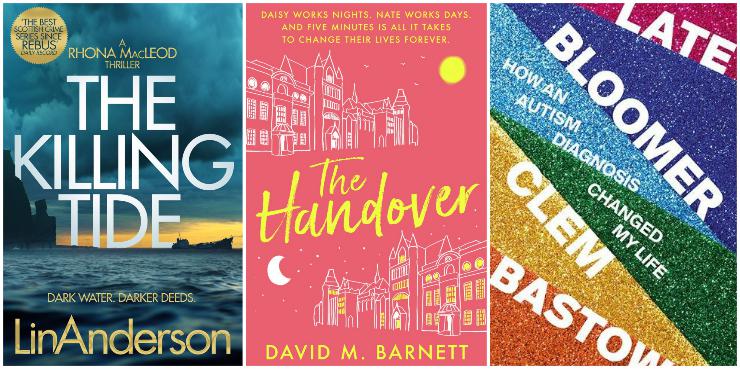 'THE BEST
SCOTTISH CRIME
SERIES SINCE
REBUS'
DAILY RECORD
A
RHONA MACLEOD
THRILLER
THE
KILLING
TIDE
DARK WATER. DARKER DEEDS.
LinAnderson
DAISY WORKS NIGHTS. NATE WORKS DAYS.
AND FIVE MINUTES IS ALL IT TAKES
TO CHANGE THEIR LIVES FOREVER.
The
Handover
DAVID M. BARNETT
LATE
BLOOMER
HOW AN
AUTISM
DIAGNOSIS
CHANGED
MY LIFE
CLEM
BASTOW